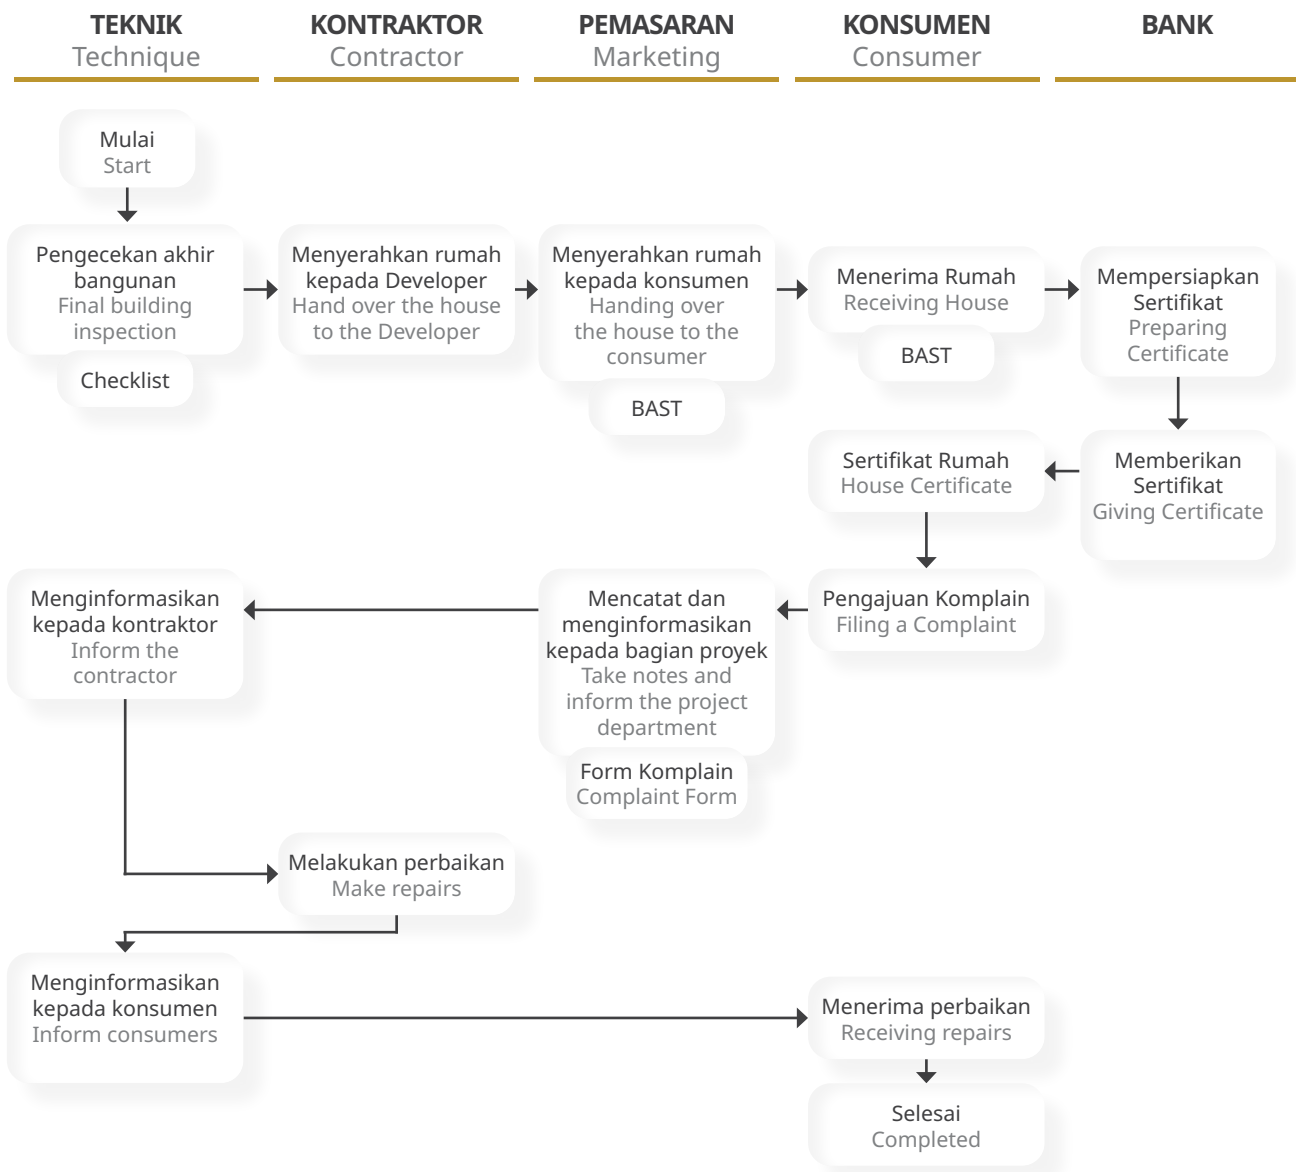 TEKNIK
Technique
KONTRAKTOR
Contractor
PEMASARAN
Marketing
KONSUMEN
Consumer
BANK
Mulai
Start
Pengecekan akhir
bangunan
Final building
inspection
Checklist
Menyerahkan rumah
kepada Developer
Hand over the house
to the Developer
Menyerahkan rumah
kepada konsumen
Handing over
the house to the
consumer
BAST
Menerima Rumah
Receiving House
BAST
Mempersiapkan
Sertifikat
Preparing
Certificate
Memberikan
Sertifikat
Giving Certificate
Sertifikat Rumah
House Certificate
Pengajuan Komplain
Filing a Complaint
Mencatat dan
menginformasikan
kepada bagian proyek
Take notes and
inform the project
department
Form Komplain
Complaint Form
Menginformasikan
kepada kontraktor
Inform the
contractor
Melakukan perbaikan
Make repairs
Menginformasikan
kepada konsumen
Inform consumers
Menerima perbaikan
Receiving repairs
Selesai
Completed